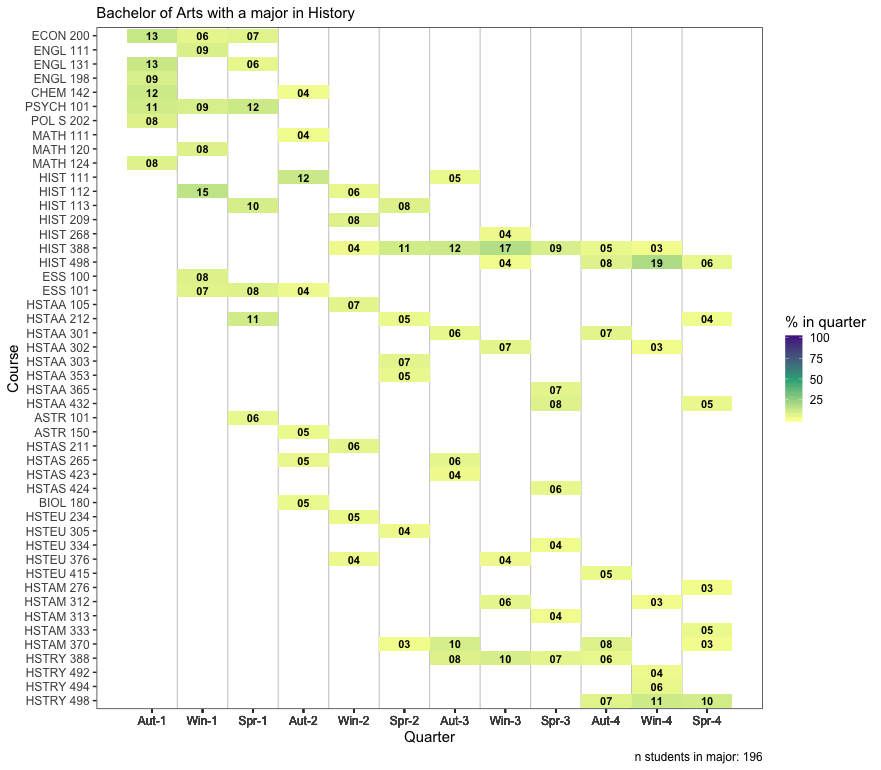 Bachelor of Arts with a major in History
Course
ECON 200 13 06 07
ENGL 111 09
ENGL 131 13 06
ENGL 198 09
CHEM 142 12 04
PSYCH 101 11 09 12
POL S 202 08
MATH 111 04
MATH 120 08
MATH 124 08
HIST 111 12 05
HIST 112 15 06
HIST 113 10 08
HIST 209 08
HIST 268 04
HIST 388 04 11 12 17 09 05 03
HIST 498 04 08 19 06
ESS 100 08
ESS 101 07 08 04
HSTAA 105 07
HSTAA 212 11 05 04
HSTAA 301 06 07
HSTAA 302 07 03
HSTAA 303 07
HSTAA 353 05
HSTAA 365 07
HSTAA 432 08 05
ASTR 101 06
ASTR 150 05
HSTAS 211 06
HSTAS 265 05 06
HSTAS 423 04
HSTAS 424 06
BIOL 180 05
HSTEU 234 05
HSTEU 305 04
HSTEU 334 04
HSTEU 376 04 04
HSTEU 415 05
HSTAM 276 03
HSTAM 312 06 03
HSTAM 313 04
HSTAM 333 05
HSTAM 370 03 10 08 03
HSTRY 388 08 10 07 06
HSTRY 492 04
HSTRY 494 06
HSTRY 498 07 11 10
Aut-1 Win-1 Spr-1 Aut-2 Win-2 Spr-2 Aut-3 Win-3 Spr-3 Aut-4 Win-4 Spr-4
Quarter
% in quarter
100
75
50
25
n students in major: 196